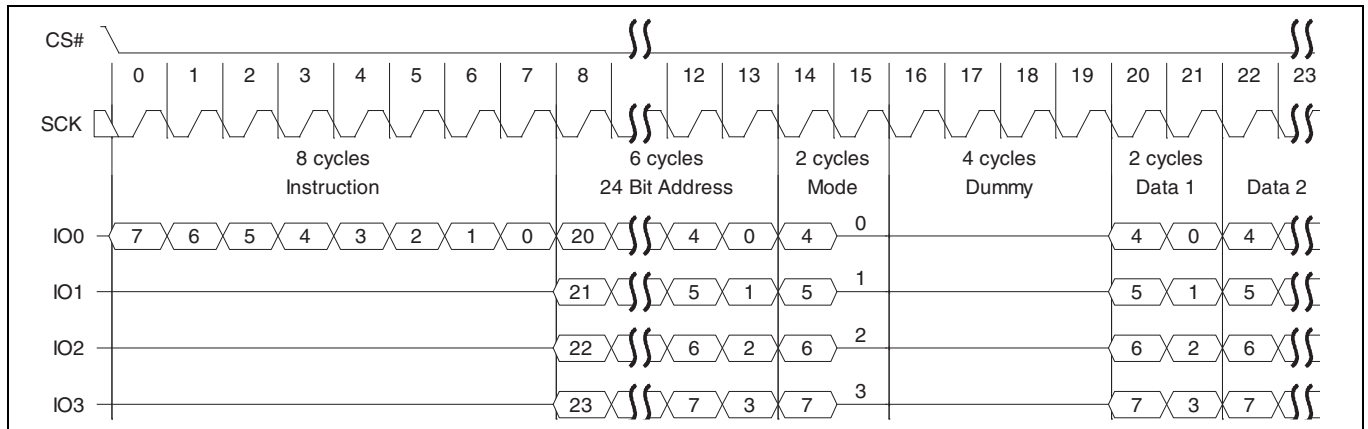 CS#
0 1 2 3 4 5 6 7 8 12 13 14 15 16 17 18 19 20 21 22 23
SCK
8 cycles 6 cycles 2 cycles 4 cycles 2 cycles
Instruction 24 Bit Address Mode Dummy Data 1 Data 2
IO0 7 6 5 4 3 2 1 0 20 4 0 4 0 4 0 4
IO1 21 5 1 5 1 5 1 5
IO2 22 6 2 6 2 6 2 6
IO3 23 7 3 7 3 7 3 7